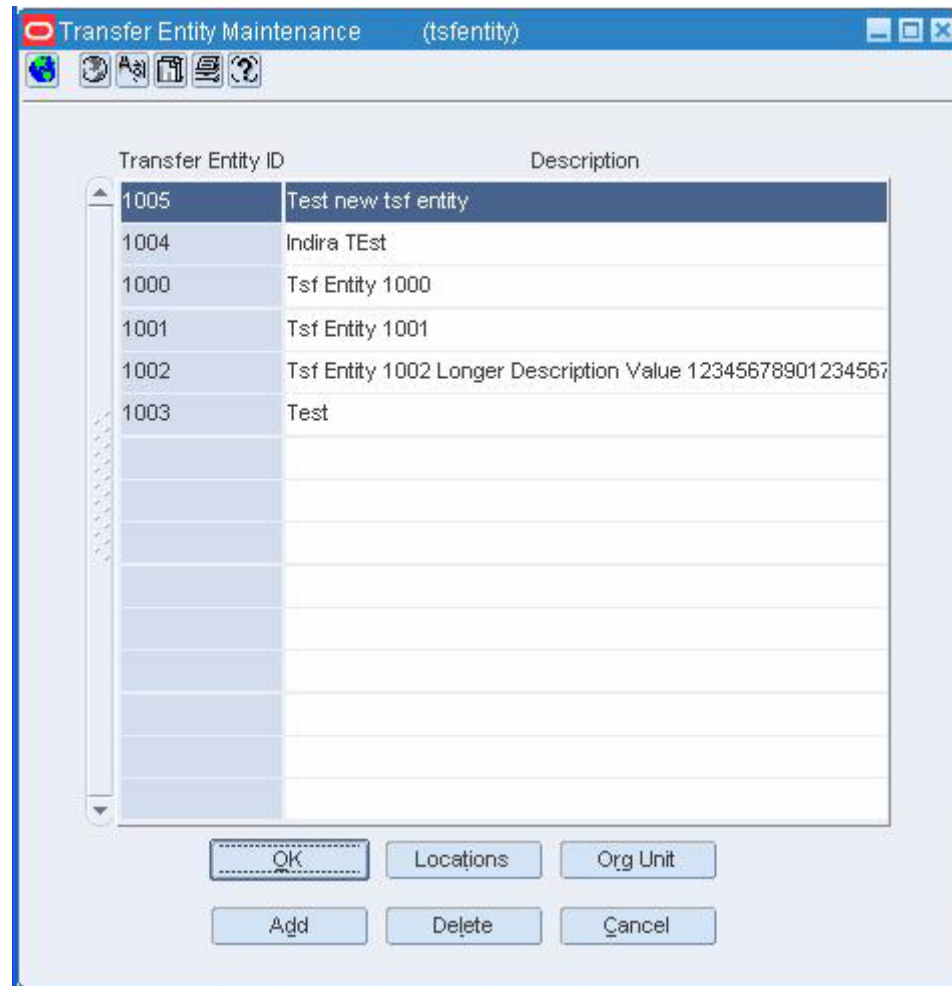 Transfer Entity Maintenance (tsfentity)
Transfer Entity ID Description
1005 Test new tsf entity
1004 Indira TEst
1000 Tsf Entity 1000
1001 Tsf Entity 1001
1002 Tsf Entity 1002 Longer Description Value 12345678901234567
1003 Test
OK Locations Org Unit
Add Delete Cancel